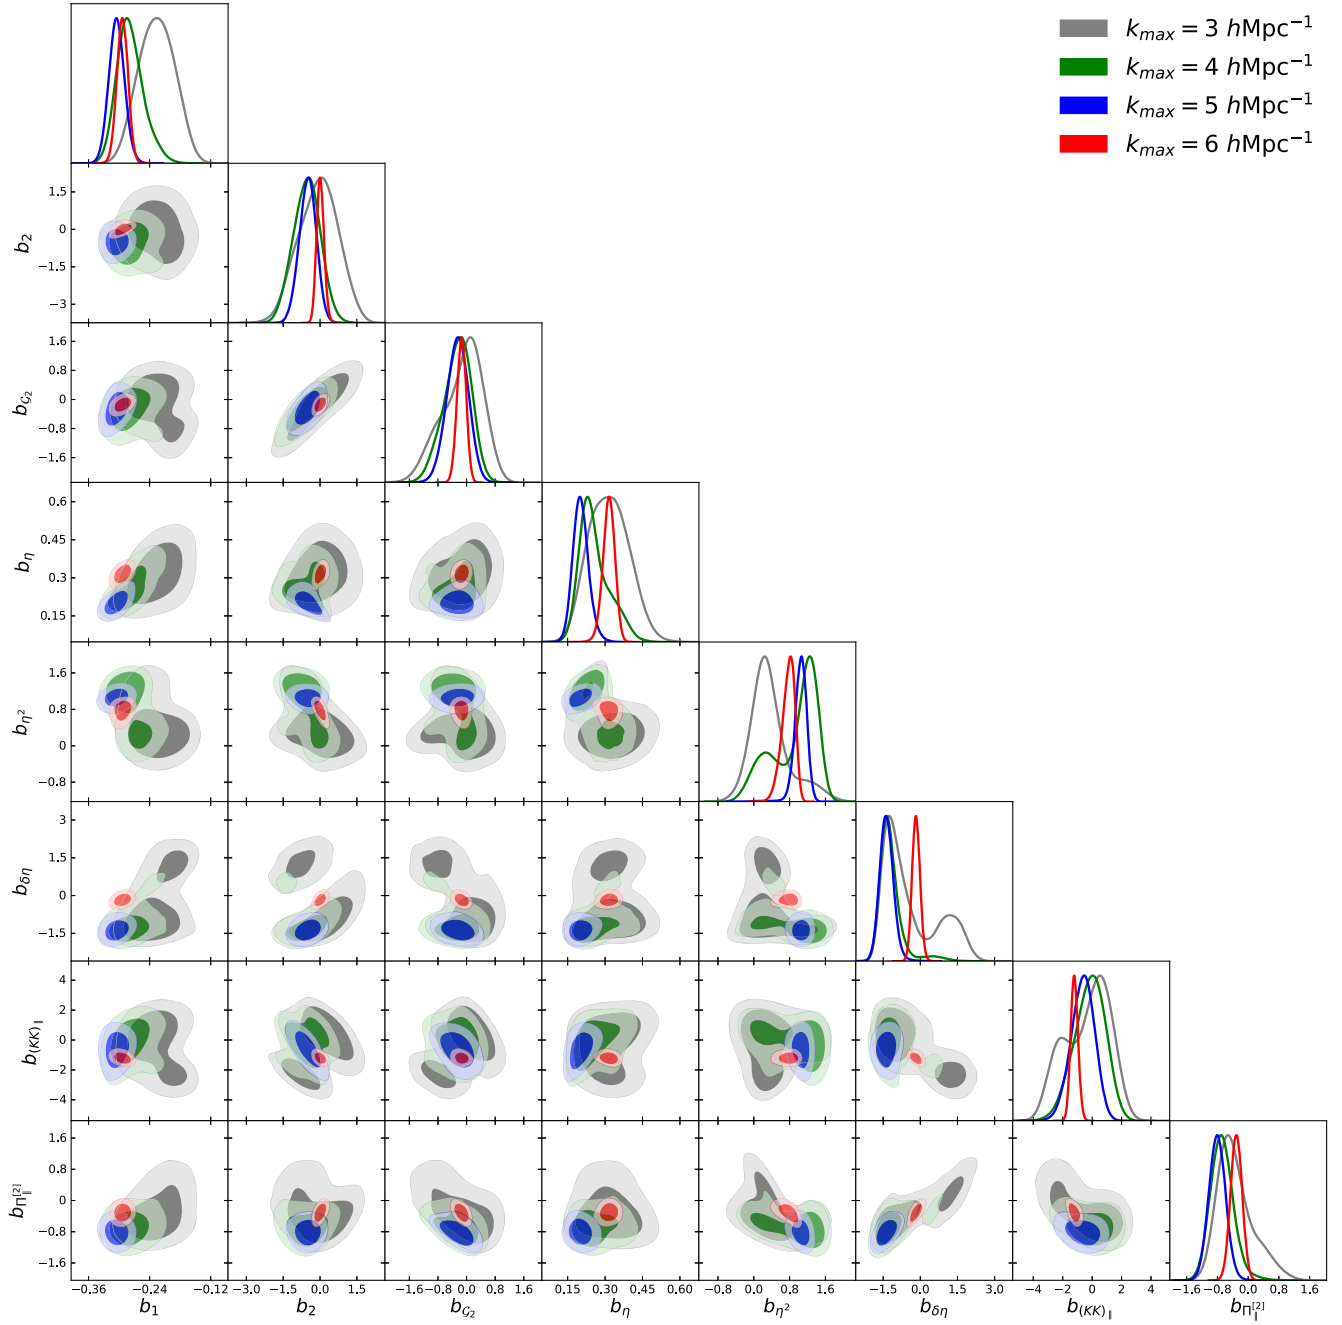 k_max = 3 hMpc⁻¹
k_max = 4 hMpc⁻¹
k_max = 5 hMpc⁻¹
k_max = 6 hMpc⁻¹
1.5
0
−1.5
−3
b₂
1.6
0.8
0
−0.8
−1.6
b_𝒢₂
0.6
0.45
0.3
0.15
b_η
1.6
0.8
0
−0.8
b_η²
3
1.5
0
−1.5
b_δη
4
2
0
−2
−4
b_(KK)∥
1.6
0.8
0
−0.8
−1.6
b_Π∥^[2]
−0.36 −0.24 −0.12 −3.0 −1.5 0.0 1.5 −1.6 −0.8 0.0 0.8 1.6 0.15 0.30 0.45 0.60 −0.8 0.0 0.8 1.6 −1.5 0.0 1.5 3.0 −4 −2 0 2 4 −1.6 −0.8 0.0 0.8 1.6
b₁ b₂ b_𝒢₂ b_η b_η² b_δη b_(KK)∥ b_Π∥^[2]